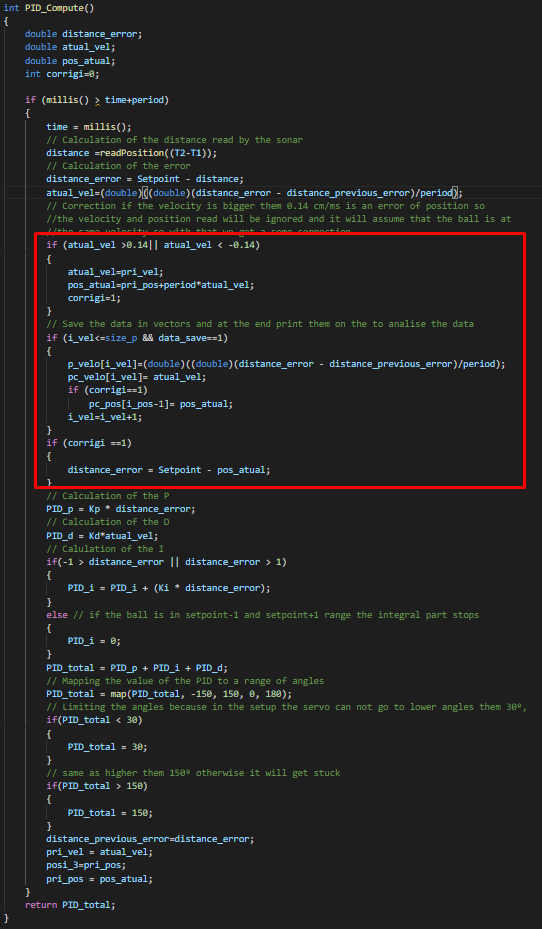 int PID_Compute()
{
double distance_error;
double atual_vel;
double pos_atual;
int corrigi=0;
if (millis() > time+period)
{
time = millis();
// Calculation of the distance read by the sonar
distance =readPosition((T2-T1));
// Calculation of the error
distance_error = Setpoint - distance;
atual_vel=(double)((double)(distance_error - distance_previous_error)/period);
// Correction if the velocity is bigger them 0.14 cm/ms is an error of position so
//the velocity and position read will be ignored and it will assume that the ball is at
//the same velocity so with that we get a some connection
if (atual_vel >0.14|| atual_vel < -0.14)
{
atual_vel=pri_vel;
pos_atual=pri_pos+period*atual_vel;
corrigi=1;
}
// Save the data in vectors and at the end print them on the to analise the data
if (i_vel<=size_p && data_save==1)
{
p_velo[i_vel]=(double)((double)(distance_error - distance_previous_error)/period);
pc_velo[i_vel]= atual_vel;
if (corrigi==1)
pc_pos[i_pos-1]= pos_atual;
i_vel=i_vel+1;
}
if (corrigi ==1)
{
distance_error = Setpoint - pos_atual;
}
// Calculation of the P
PID_p = Kp * distance_error;
// Calculation of the D
PID_d = Kd*atual_vel;
// Calulation of the I
if(-1 > distance_error || distance_error > 1)
{
PID_i = PID_i + (Ki * distance_error);
}
else // if the ball is in setpoint-1 and setpoint+1 range the integral part stops
{
PID_i = 0;
}
PID_total = PID_p + PID_i + PID_d;
// Mapping the value of the PID to a range of angles
PID_total = map(PID_total, -150, 150, 0, 180);
// Limiting the angles because in the setup the servo can not go to lower angles them 30º,
if(PID_total < 30)
{
PID_total = 30;
}
// same as higher them 150º otherwise it will get stuck
if(PID_total > 150)
{
PID_total = 150;
}
distance_previous_error=distance_error;
pri_vel = atual_vel;
posi_3=pri_pos;
pri_pos = pos_atual;
}
return PID_total;
}